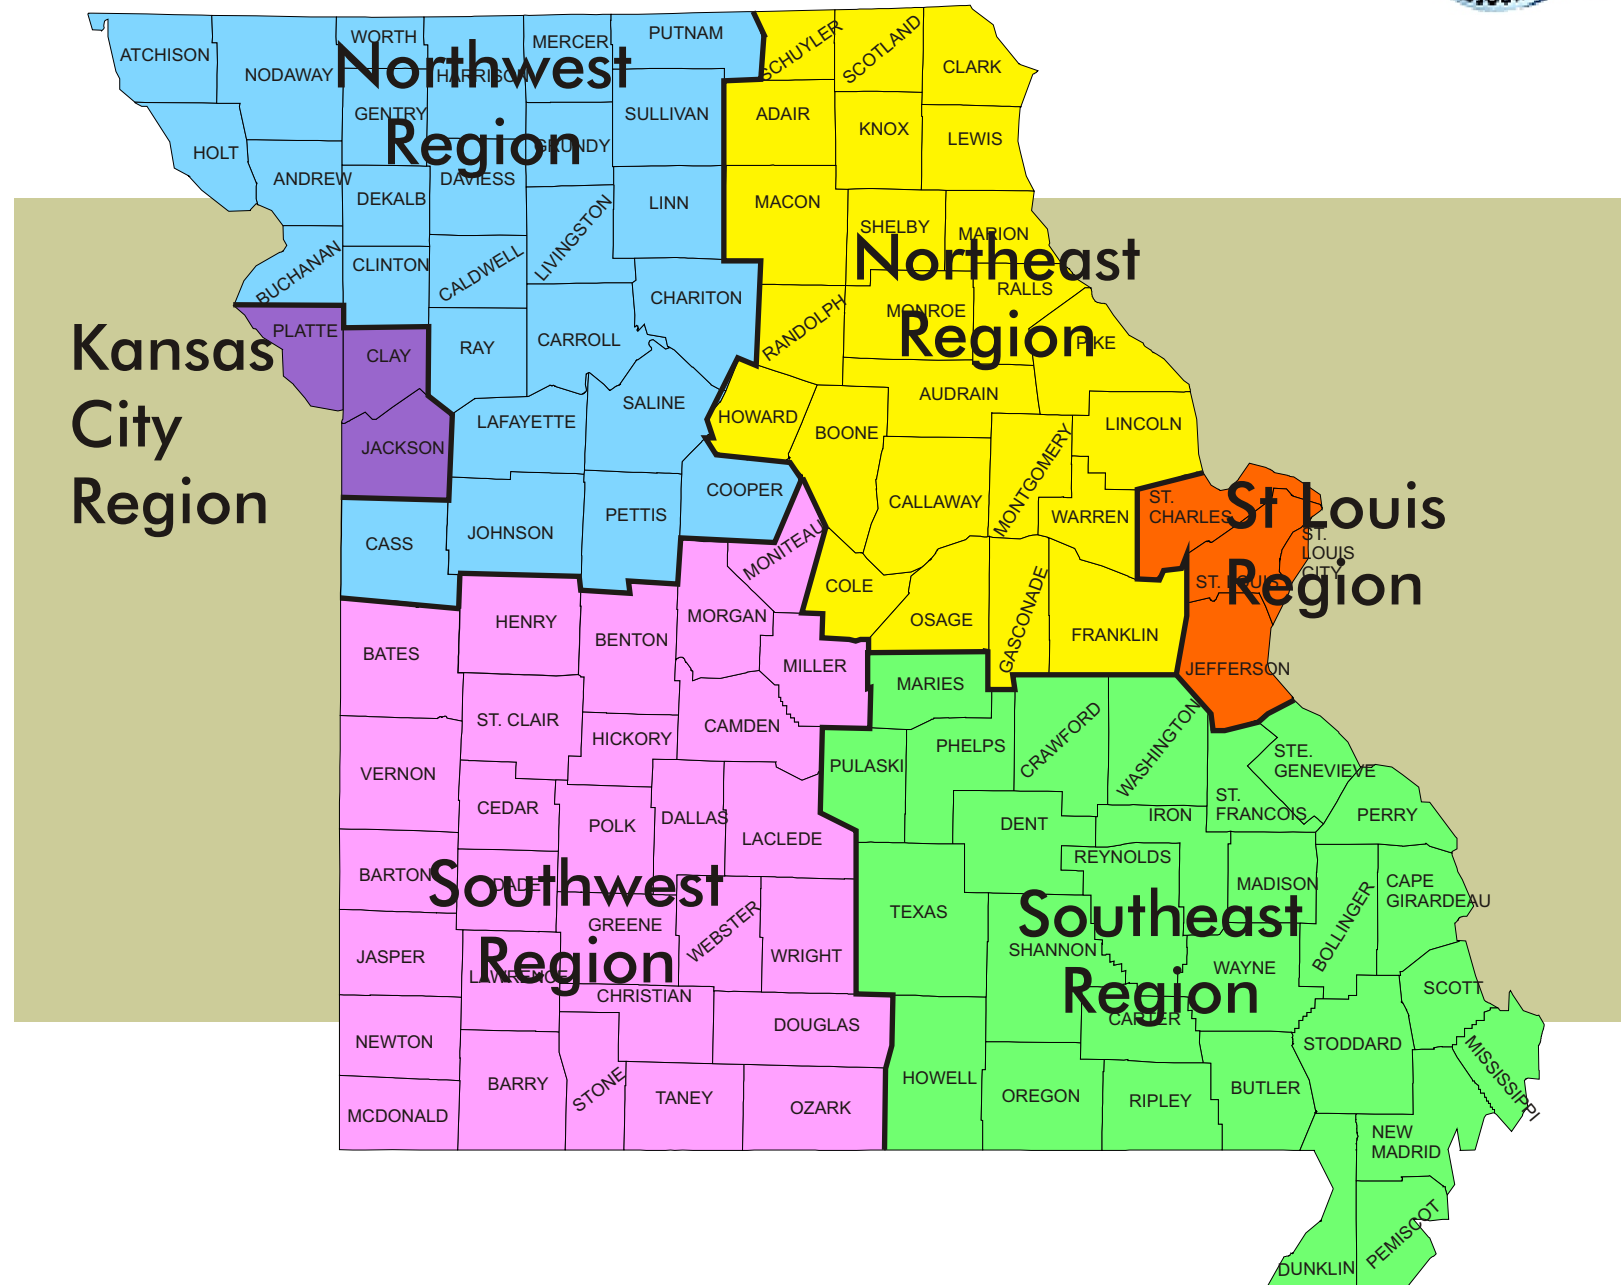 Northwest
Region
ATCHISON
NODAWAY
WORTH
HARRISON
MERCER
PUTNAM
GENTRY
SULLIVAN
HOLT
ANDREW
DEKALB
DAVIESS
GRUNDY
LINN
LIVINGSTON
BUCHANAN
CLINTON
CALDWELL
CHARITON
CARROLL
RAY
LAFAYETTE
SALINE
COOPER
PETTIS
JOHNSON
CASS
Kansas
City
Region
PLATTE
CLAY
JACKSON
Northeast
Region
SCHUYLER
SCOTLAND
CLARK
ADAIR
KNOX
LEWIS
MACON
SHELBY
MARION
RALLS
MONROE
RANDOLPH
PIKE
AUDRAIN
HOWARD
BOONE
LINCOLN
MONTGOMERY
CALLAWAY
WARREN
COLE
OSAGE
GASCONADE
FRANKLIN
St Louis
Region
ST.
CHARLES
ST.
LOUIS
CITY
ST. LOUIS
JEFFERSON
Southwest
Region
MONITEAU
MORGAN
HENRY
BENTON
BATES
MILLER
ST. CLAIR
HICKORY
CAMDEN
VERNON
CEDAR
POLK
DALLAS
LACLEDE
BARTON
DADE
GREENE
WEBSTER
WRIGHT
JASPER
LAWRENCE
CHRISTIAN
DOUGLAS
NEWTON
BARRY
STONE
TANEY
OZARK
MCDONALD
Southeast
Region
MARIES
PHELPS
PULASKI
CRAWFORD
WASHINGTON
STE.
GENEVIEVE
ST.
FRANCOIS
PERRY
DENT
IRON
REYNOLDS
MADISON
BOLLINGER
CAPE
GIRARDEAU
TEXAS
SHANNON
WAYNE
SCOTT
CARTER
STODDARD
MISSISSIPPI
HOWELL
OREGON
RIPLEY
BUTLER
NEW
MADRID
PEMISCOT
DUNKLIN